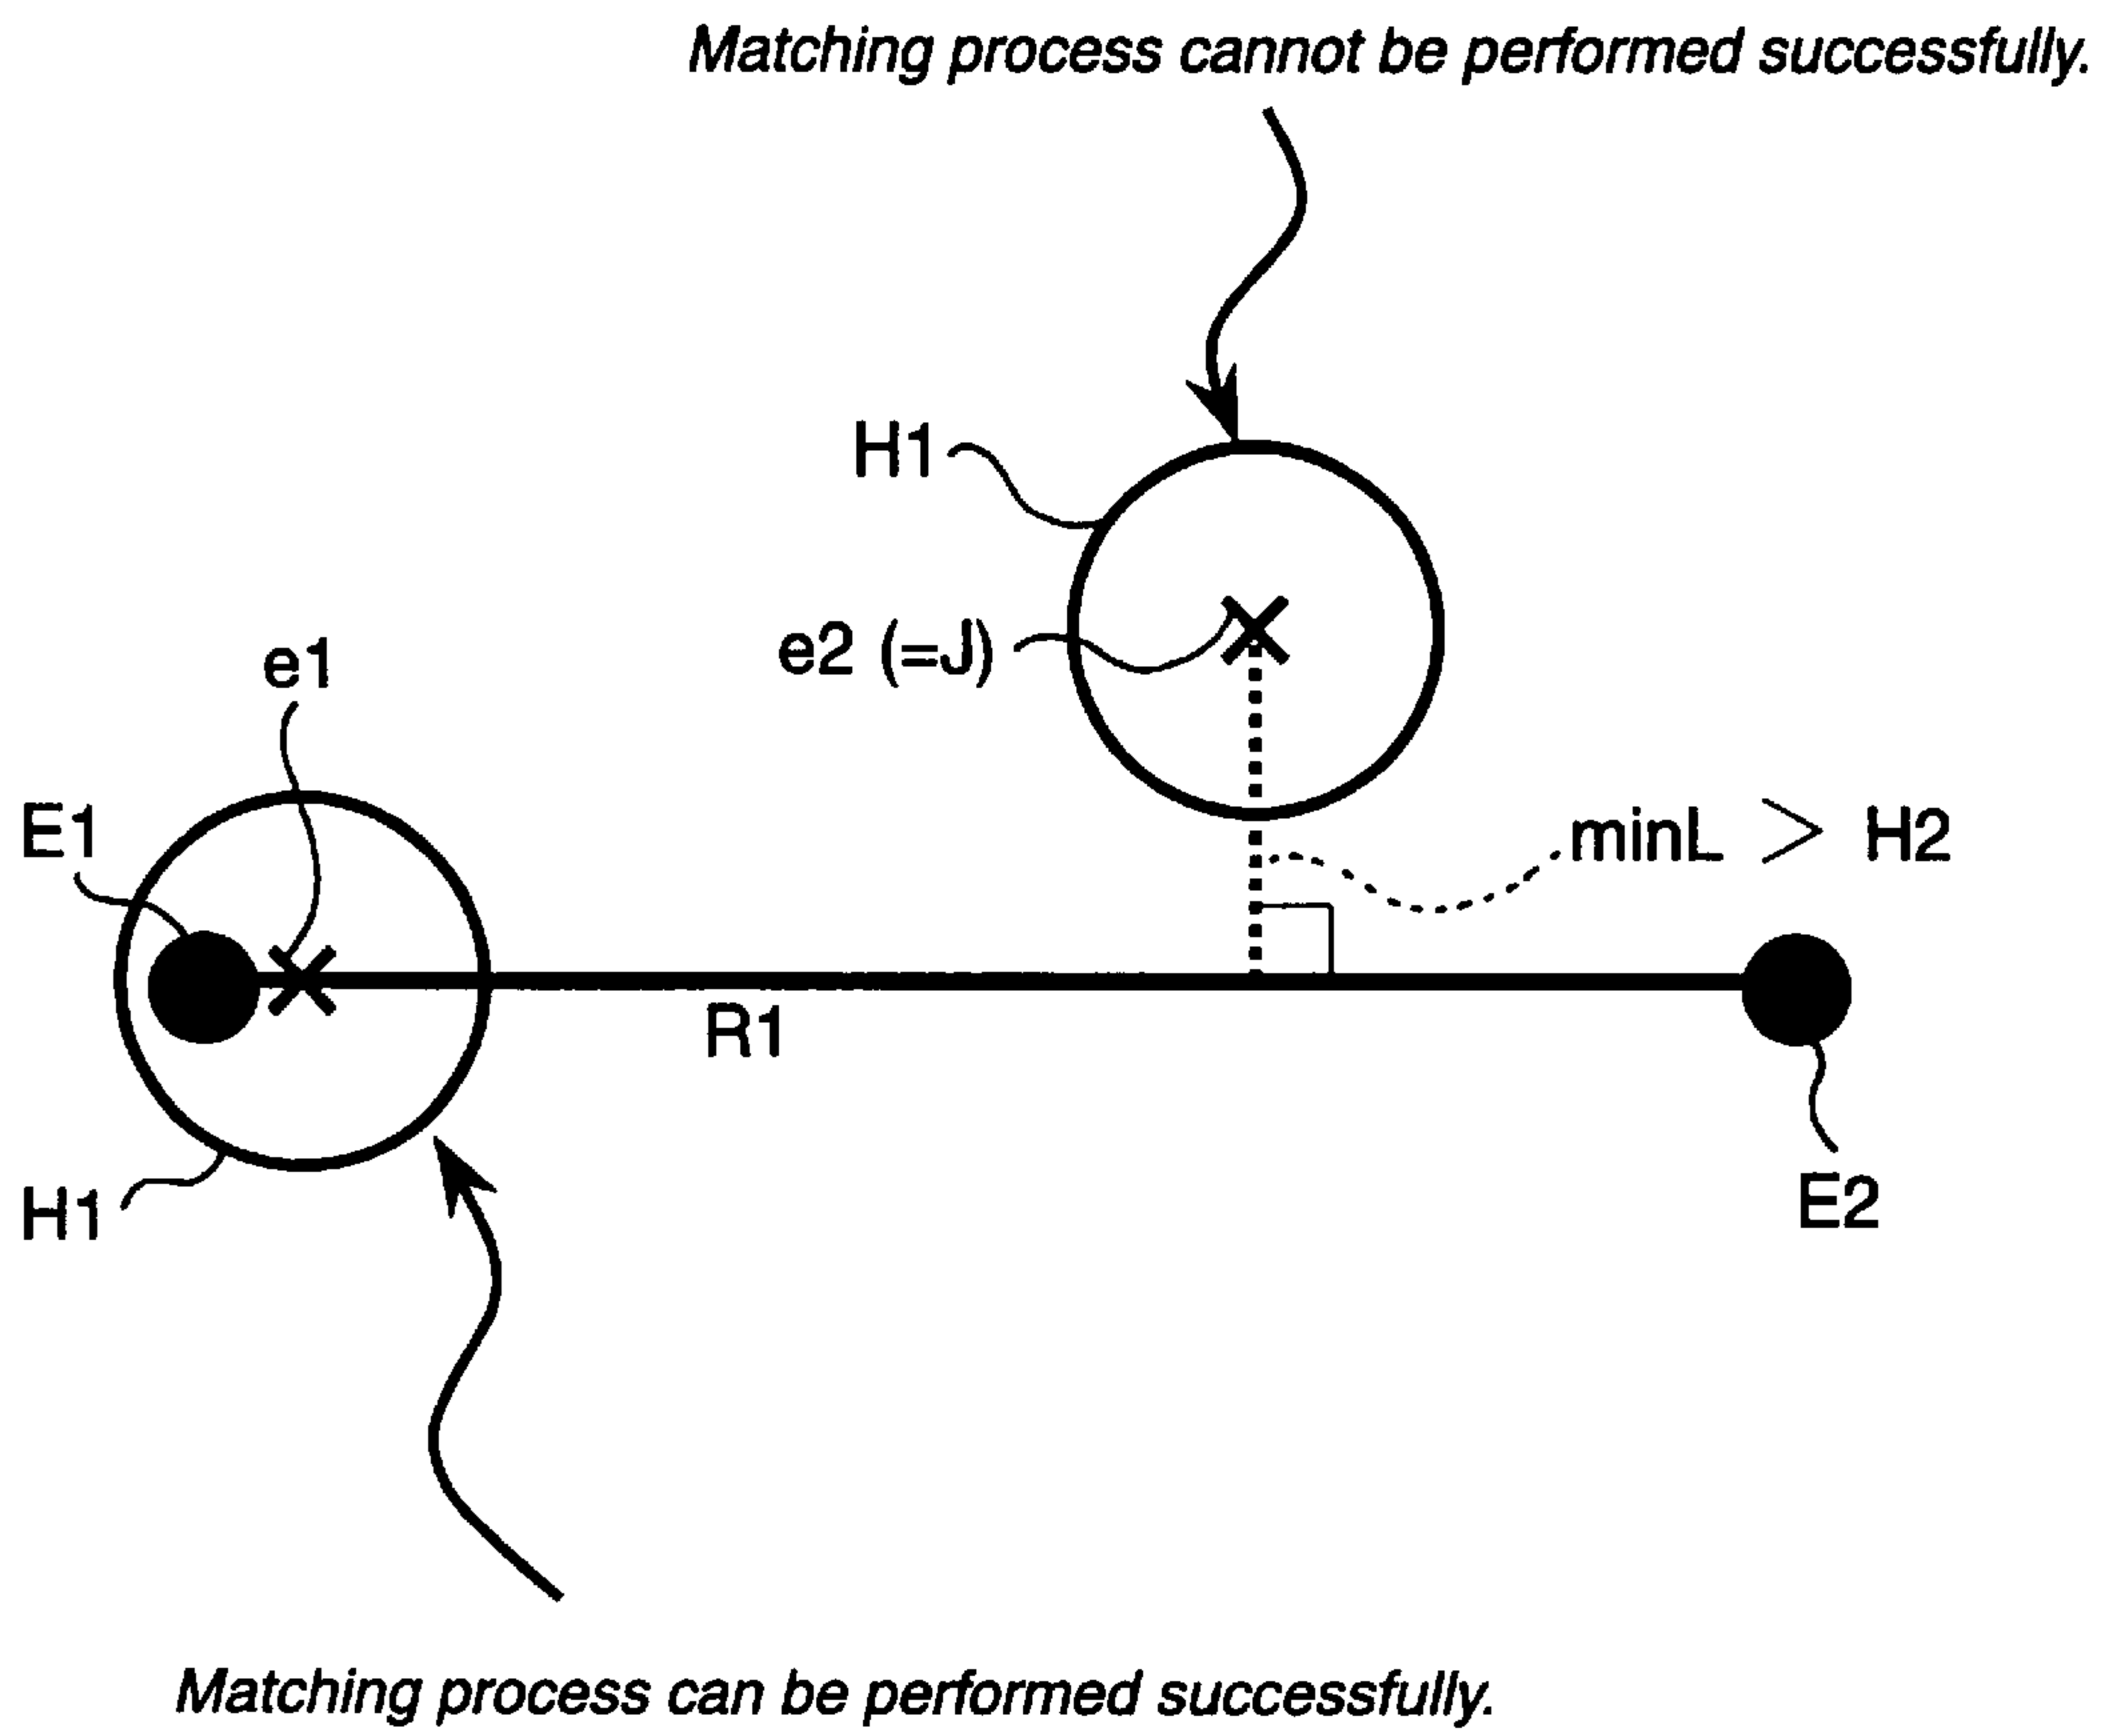 Matching process cannot be performed successfully.
H1
e2 (=J)
e1
E1
minL > H2
R1
H1
E2
Matching process can be performed successfully.